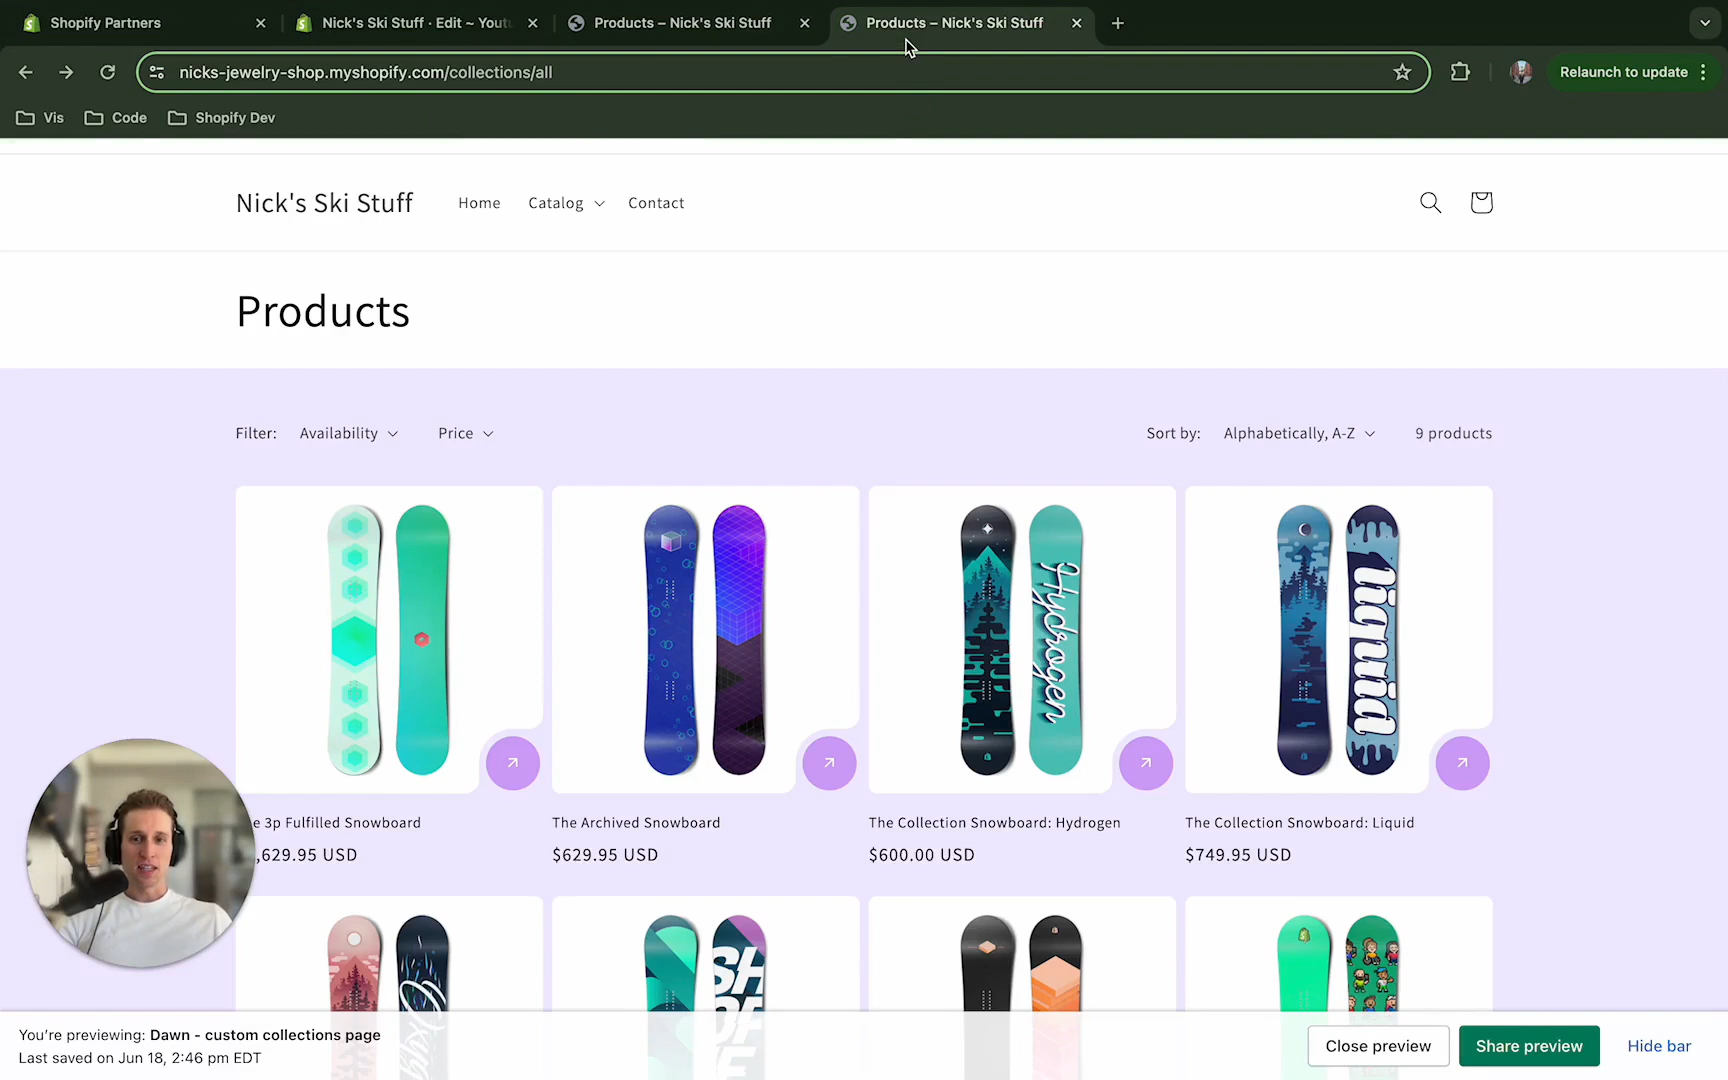 Shopify Partners
Nick's Ski Stuff · Edit ~ Yout
Products – Nick's Ski Stuff
Products – Nick's Ski Stuff
nicks-jewelry-shop.myshopify.com/collections/all
Relaunch to update
Vis
Code
Shopify Dev
Nick's Ski Stuff
Home
Catalog
Contact
Products
Filter:
Availability
Price
Sort by:
Alphabetically, A-Z
9 products
Hydrogen
liquid
e 3p Fulfilled Snowboard
The Archived Snowboard
The Collection Snowboard: Hydrogen
The Collection Snowboard: Liquid
,629.95 USD
$629.95 USD
$600.00 USD
$749.95 USD
SH
You're previewing: Dawn - custom collections page
Last saved on Jun 18, 2:46 pm EDT
Close preview
Share preview
Hide bar